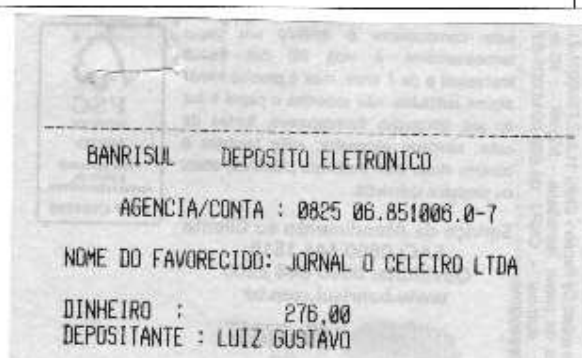 BANRISUL DEPOSITO ELETRONICO
AGENCIA/CONTA : 0825 06.851006.0-7
NOME DO FAVORECIDO: JORNAL O CELEIRO LTDA
DINHEIRO : 276,00
DEPOSITANTE : LUIZ GUSTAVO